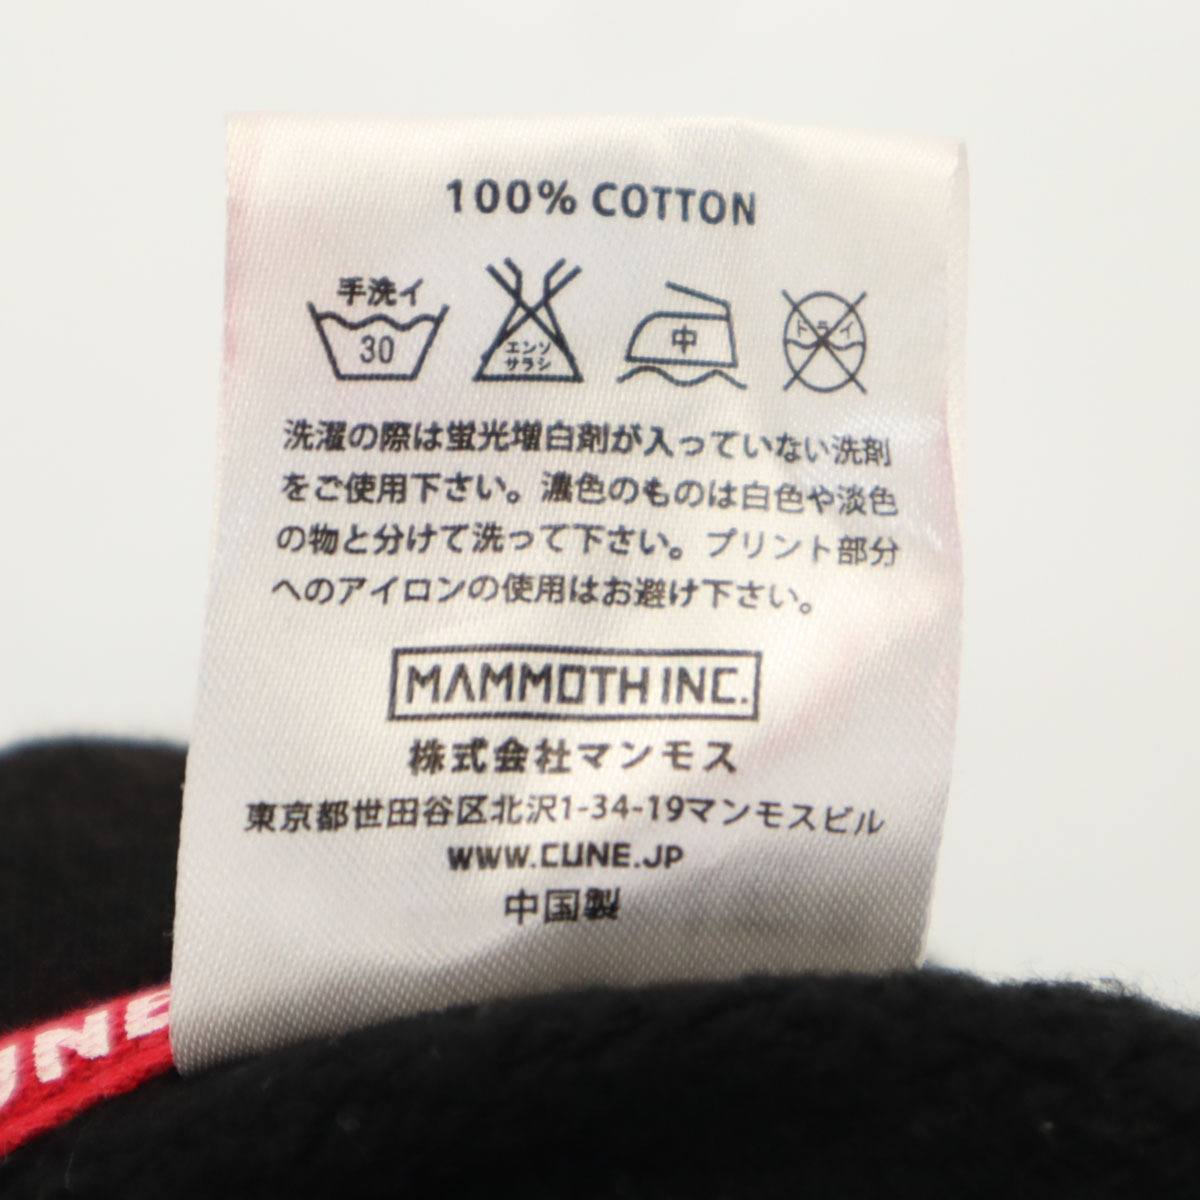 100% COTTON
手洗イ
30
エンソ
サラシ
中
ドライ
洗濯の際は蛍光増白剤が入っていない洗剤
をご使用下さい。濃色のものは白色や淡色
の物と分けて洗って下さい。プリント部分
へのアイロンの使用はお避け下さい。
MAMMOTH INC.
株式会社マンモス
東京都世田谷区北沢1-34-19マンモスビル
WWW.CUNE.JP
中国製
UNE